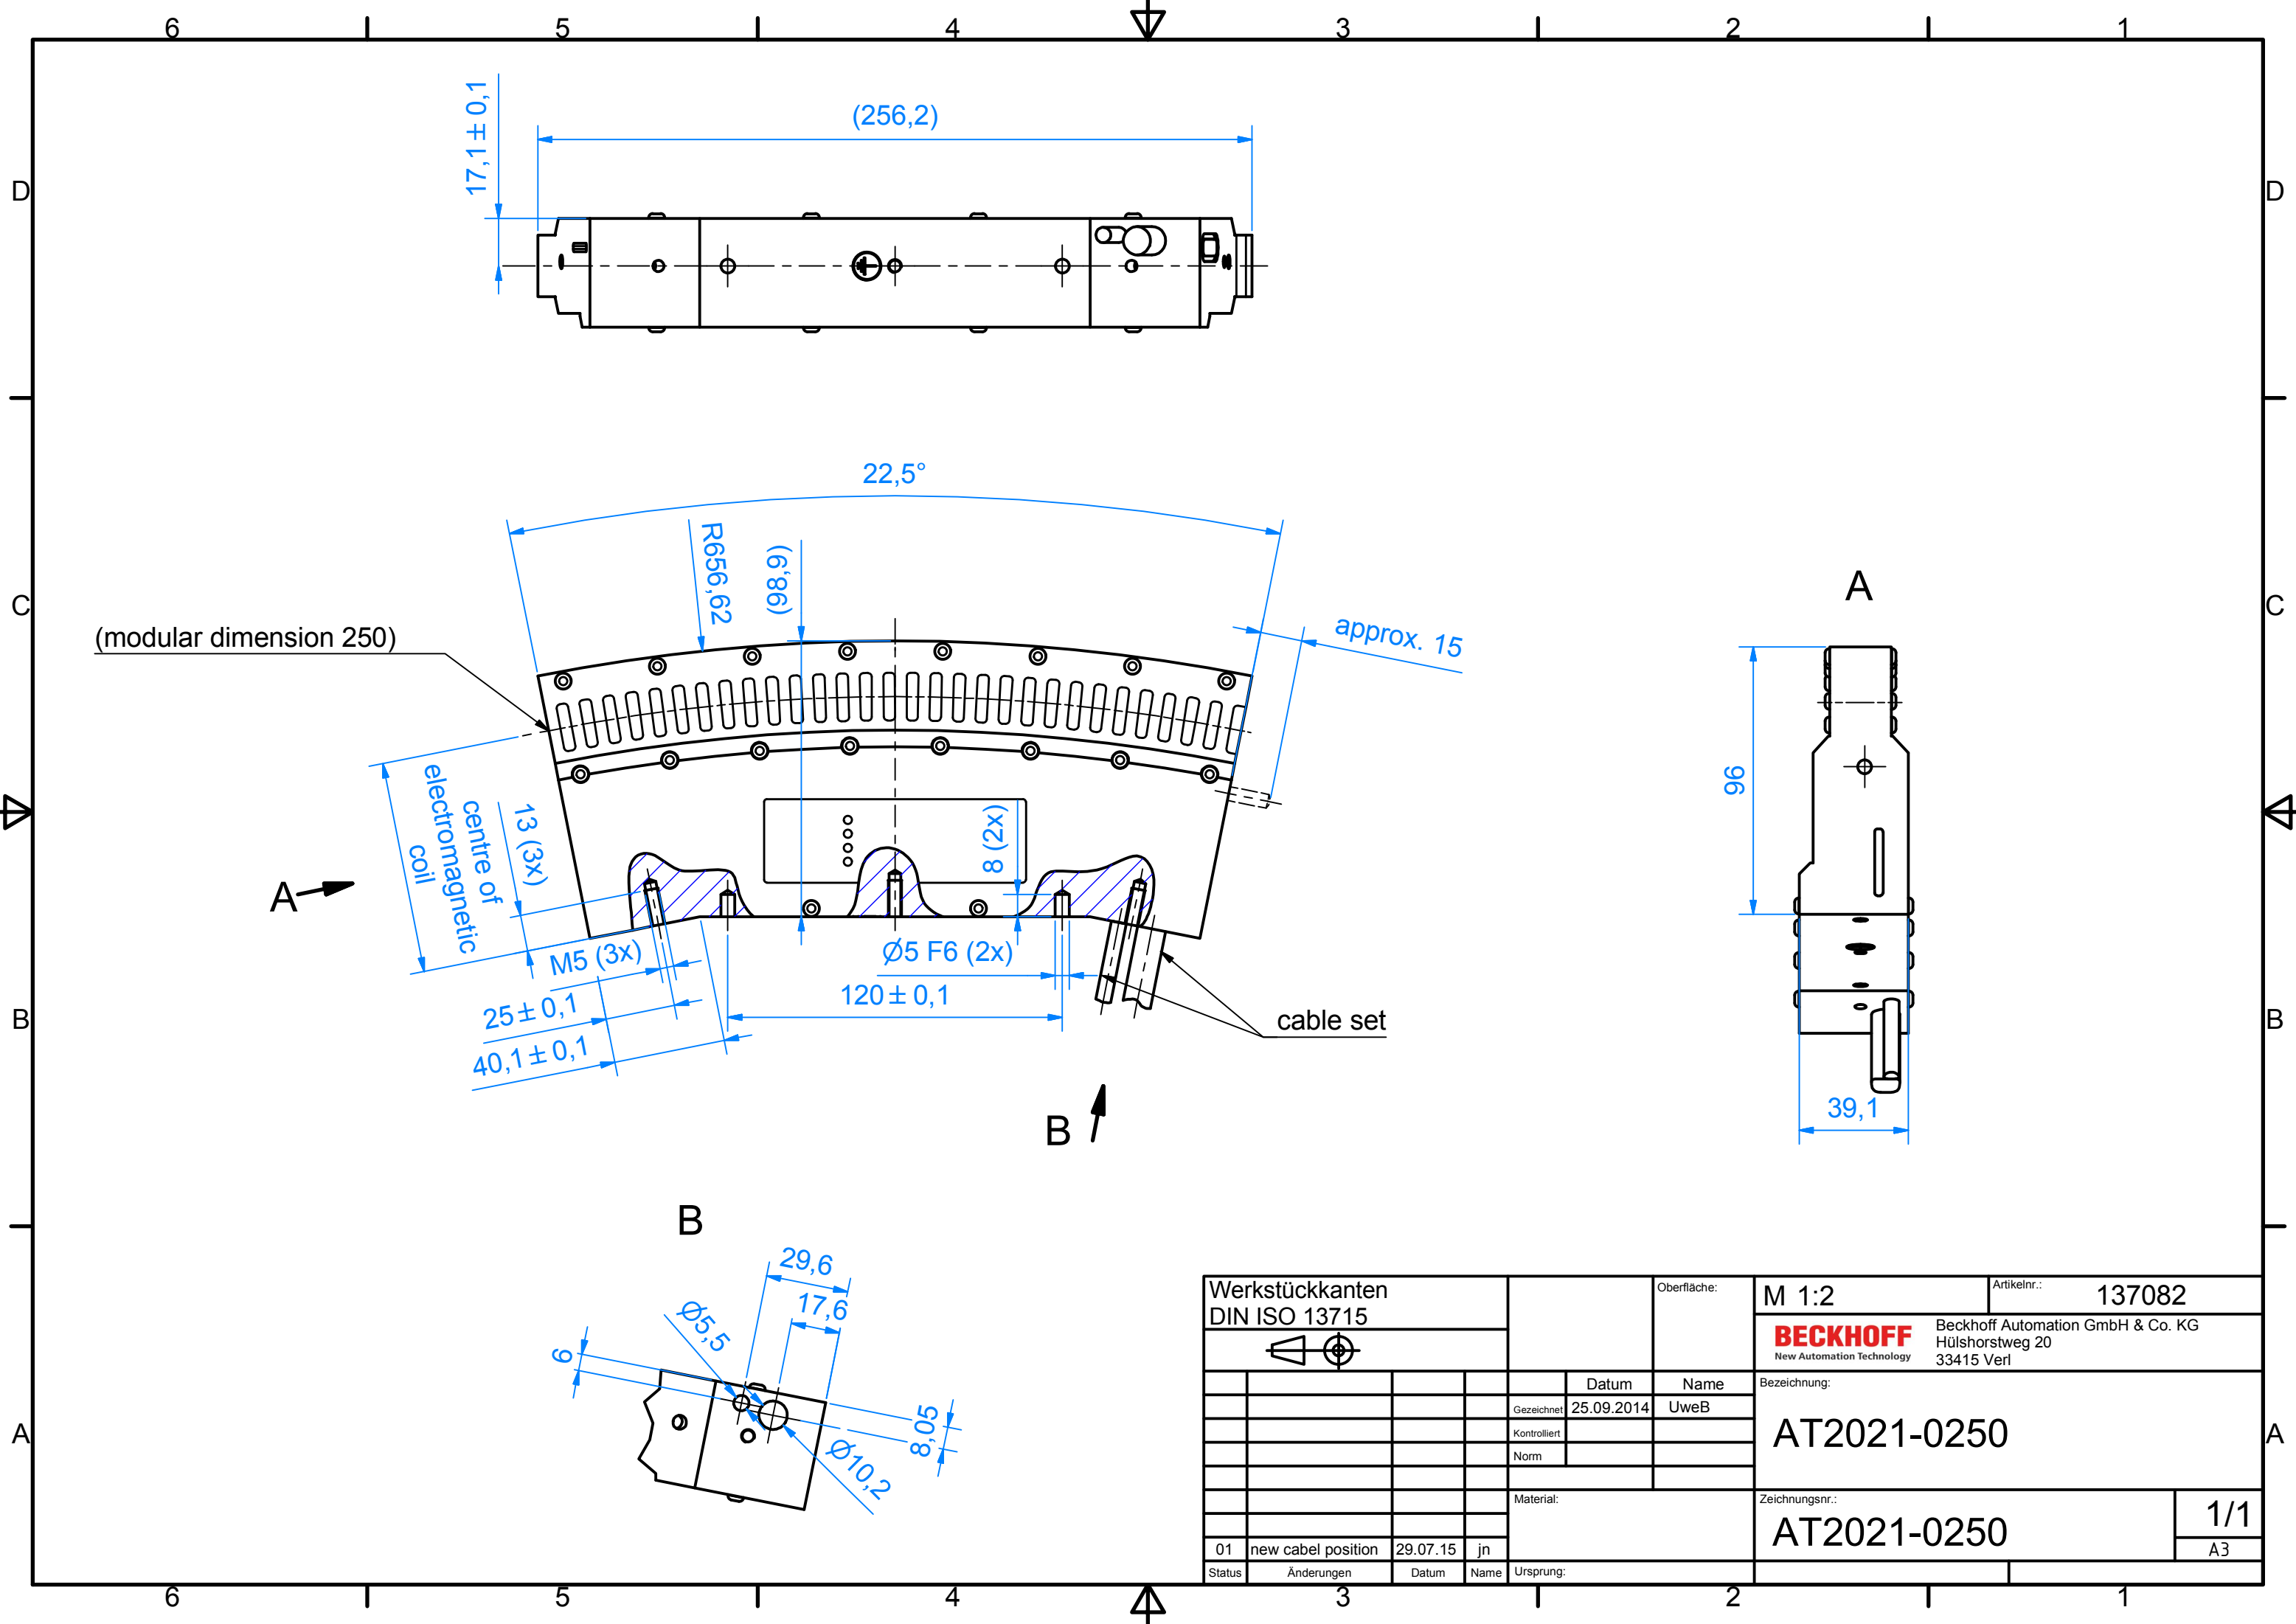 6 5 4 3 2 1
D D
C C
B B
A A
17,1 ± 0,1
(256,2)
22,5°
R656,62
(98,9)
(modular dimension 250)
approx. 15
centre of
electromagnetic
coil
13 (3x)
8 (2x)
A
M5 (3x)
Ø5 F6 (2x)
25 ± 0,1
120 ± 0,1
40,1 ± 0,1
cable set
B
A
96
39,1
B
29,6
17,6
Ø5,5
6
8,05
Ø10,2
Werkstückkanten
DIN ISO 13715
Oberfläche:
M 1:2
Artikelnr.: 137082
BECKHOFF
New Automation Technology
Beckhoff Automation GmbH & Co. KG
Hülshorstweg 20
33415 Verl
Datum Name
Gezeichnet 25.09.2014 UweB
Kontrolliert
Norm
Bezeichnung:
AT2021-0250
Material:
Zeichnungsnr.:
AT2021-0250
1/1
A3
01 new cabel position 29.07.15 jn
Status Änderungen Datum Name Ursprung:
6 5 4 3 2 1